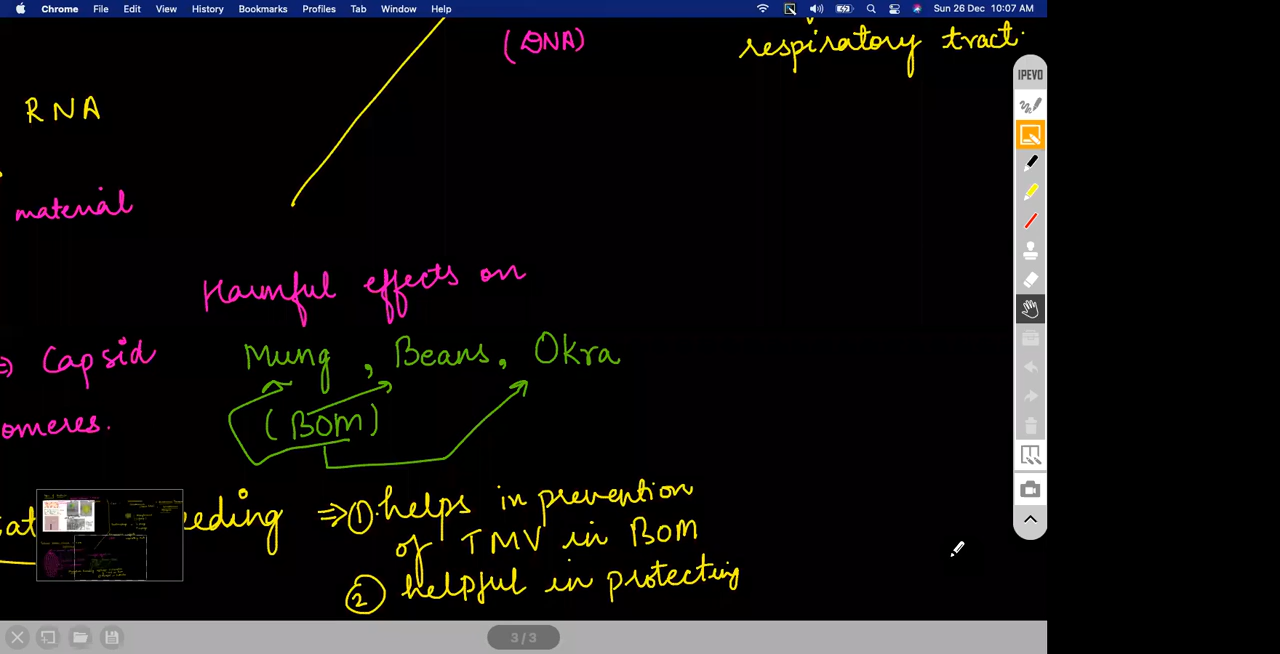 Chrome File Edit View History Bookmarks Profiles Tab Window Help Sun 26 Dec 10:07 AM
(DNA) respiratory tract.
IPEVO
RNA
material
Harmful effects on
⇒ Capsid Mung, Beans, Okra
omeres. (BOM)
eeding ⇒ ① helps in prevention
of TMV in BOM
② helpful in protecting
3 / 3